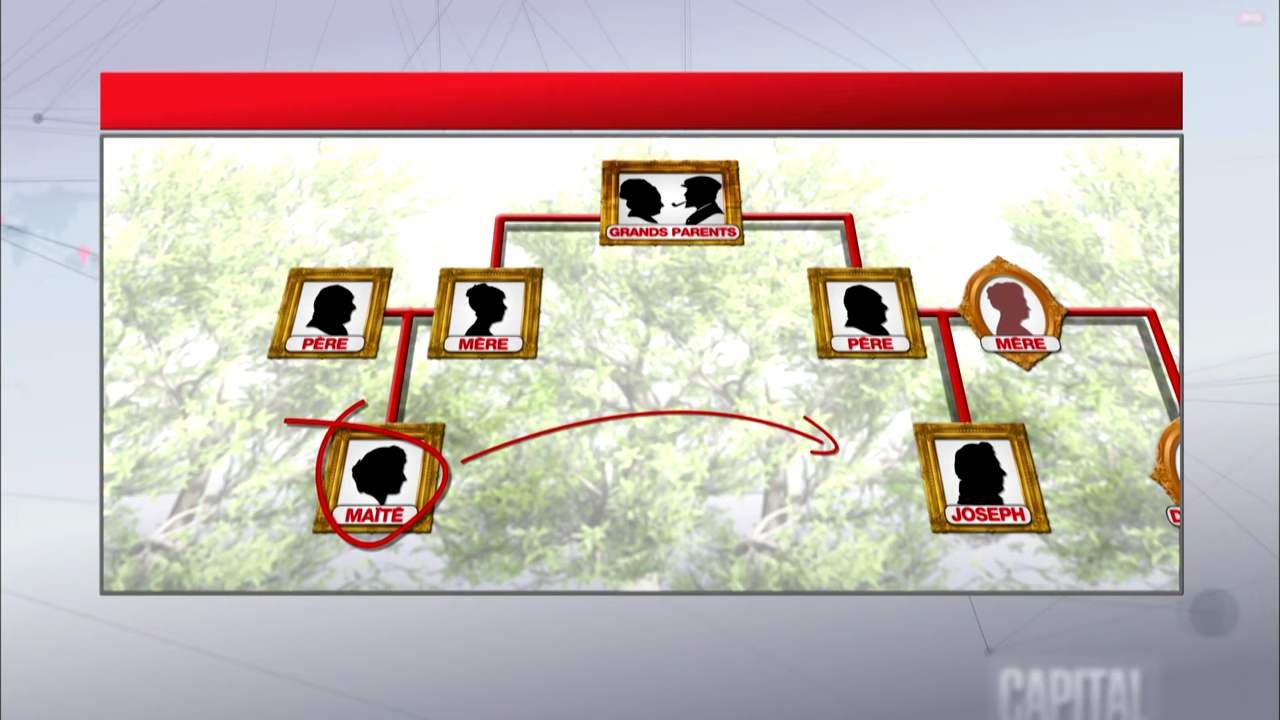 GRANDS PARENTS
PÈRE
MÈRE
PÈRE
MÈRE
MAÏTÉ
JOSEPH
D
CAPITAL